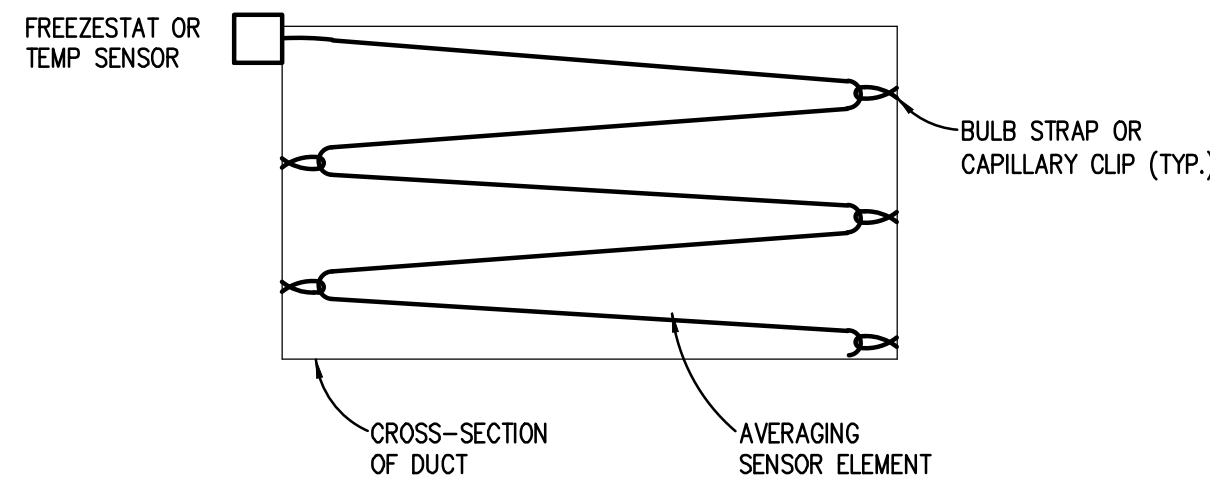 FREEZESTAT OR
TEMP SENSOR
BULB STRAP OR
CAPILLARY CLIP (TYP.)
CROSS-SECTION
OF DUCT
AVERAGING
SENSOR ELEMENT